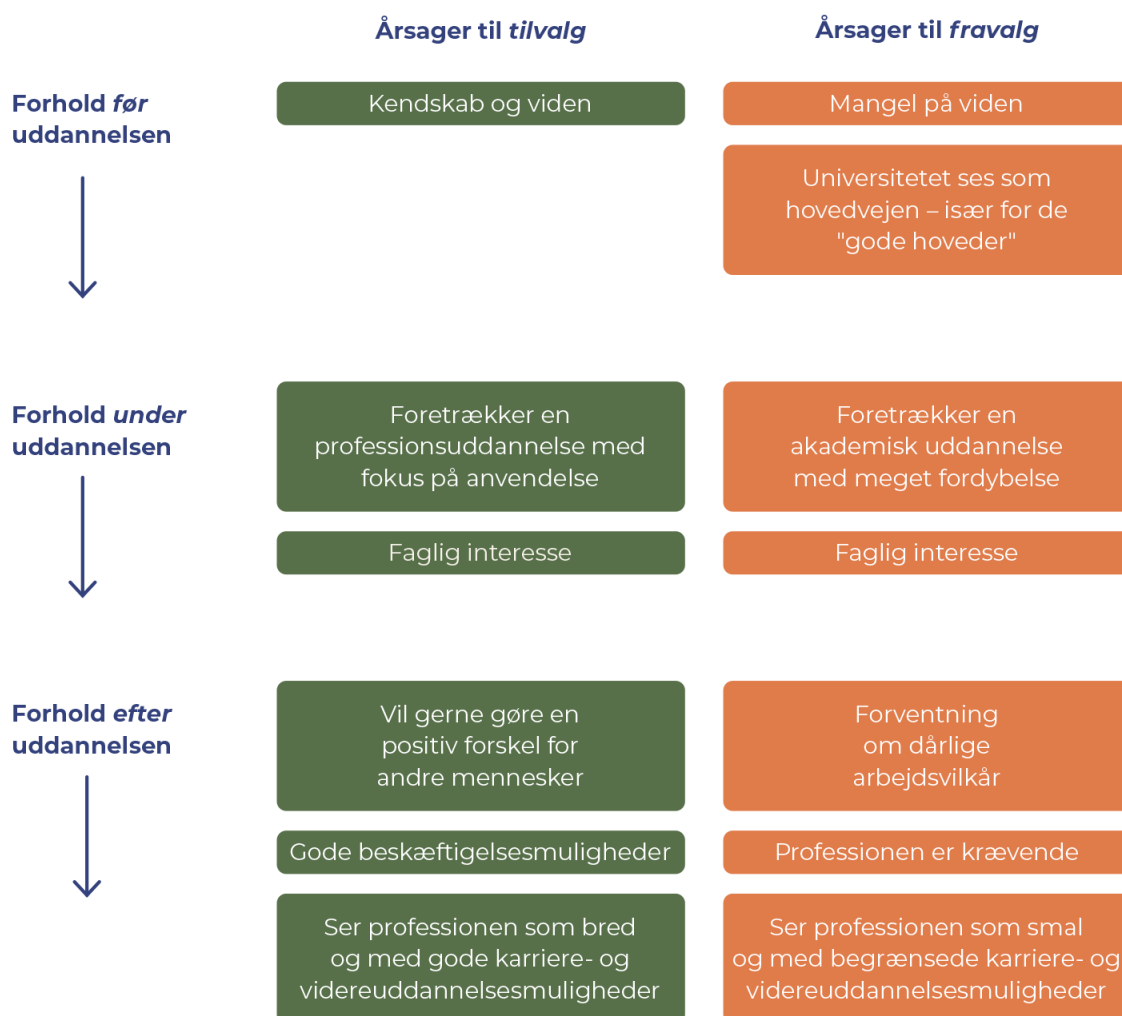 Årsager til tilvalg
Årsager til fravalg
Forhold før
uddannelsen
Kendskab og viden
Mangel på viden
Universitetet ses som
hovedvejen – især for de
"gode hoveder"
Forhold under
uddannelsen
Foretrækker en
professionsuddannelse med
fokus på anvendelse
Foretrækker en
akademisk uddannelse
med meget fordybelse
Faglig interesse
Faglig interesse
Forhold efter
uddannelsen
Vil gerne gøre en
positiv forskel for
andre mennesker
Forventning
om dårlige
arbejdsvilkår
Gode beskæftigelsesmuligheder
Professionen er krævende
Ser professionen som bred
og med gode karriere- og
videreuddannelsesmuligheder
Ser professionen som smal
og med begrænsede karriere- og
videreuddannelsesmuligheder